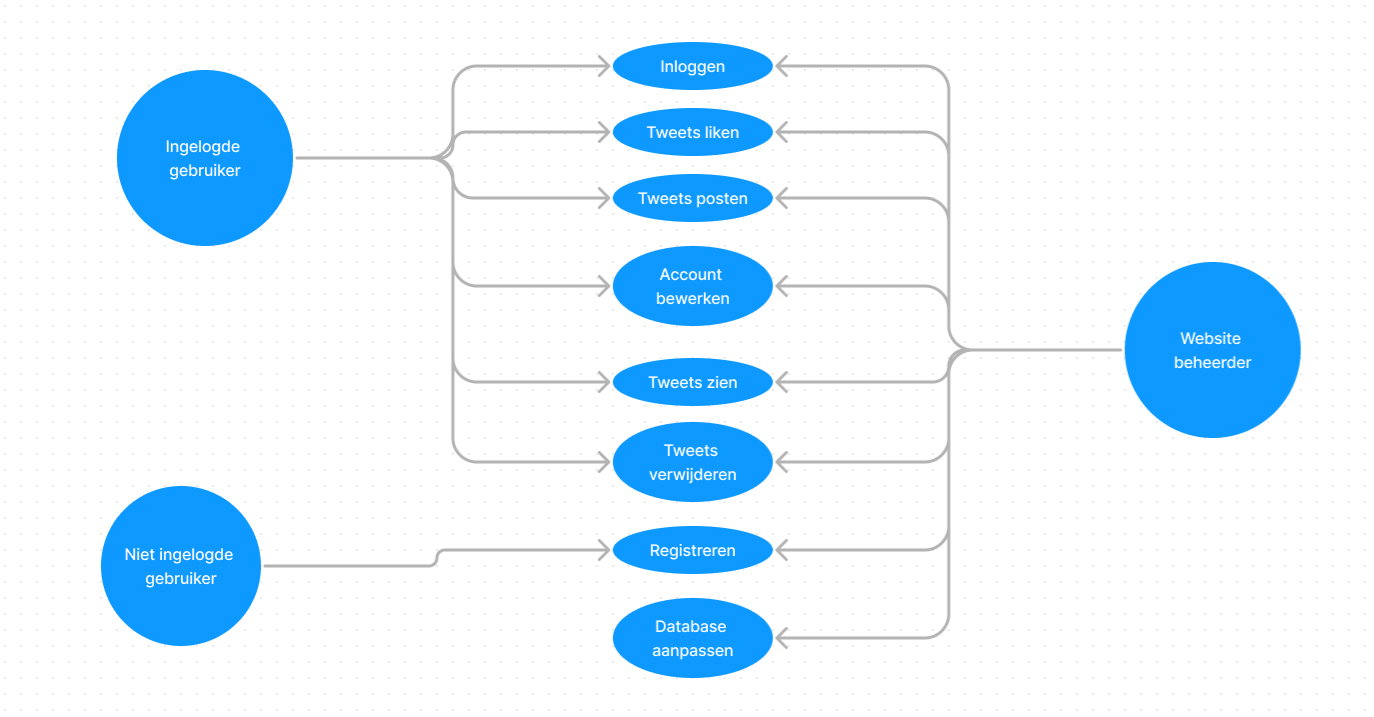 Ingelogde
gebruiker
Niet ingelogde
gebruiker
Inloggen
Tweets liken
Tweets posten
Account
bewerken
Tweets zien
Tweets
verwijderen
Registreren
Database
aanpassen
Website
beheerder